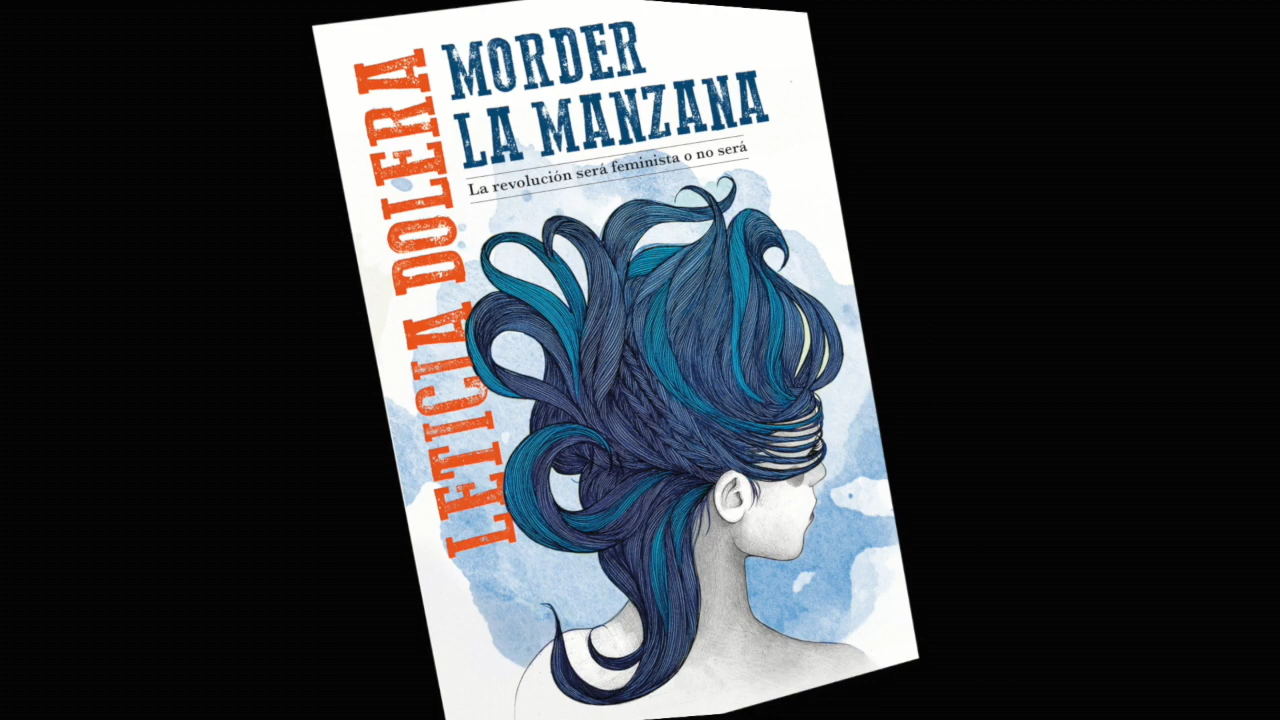 LETICIA DOLERA
MORDER
LA MANZANA
La revolución será feminista o no será